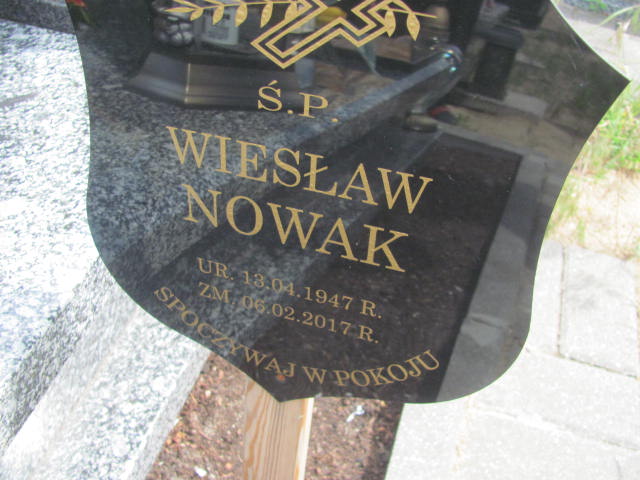 Ś.P.
WIESŁAW
NOWAK
UR. 13.04.1947 R.
ZM. 06.02.2017 R.
SPOCZYWAJ W POKOJU